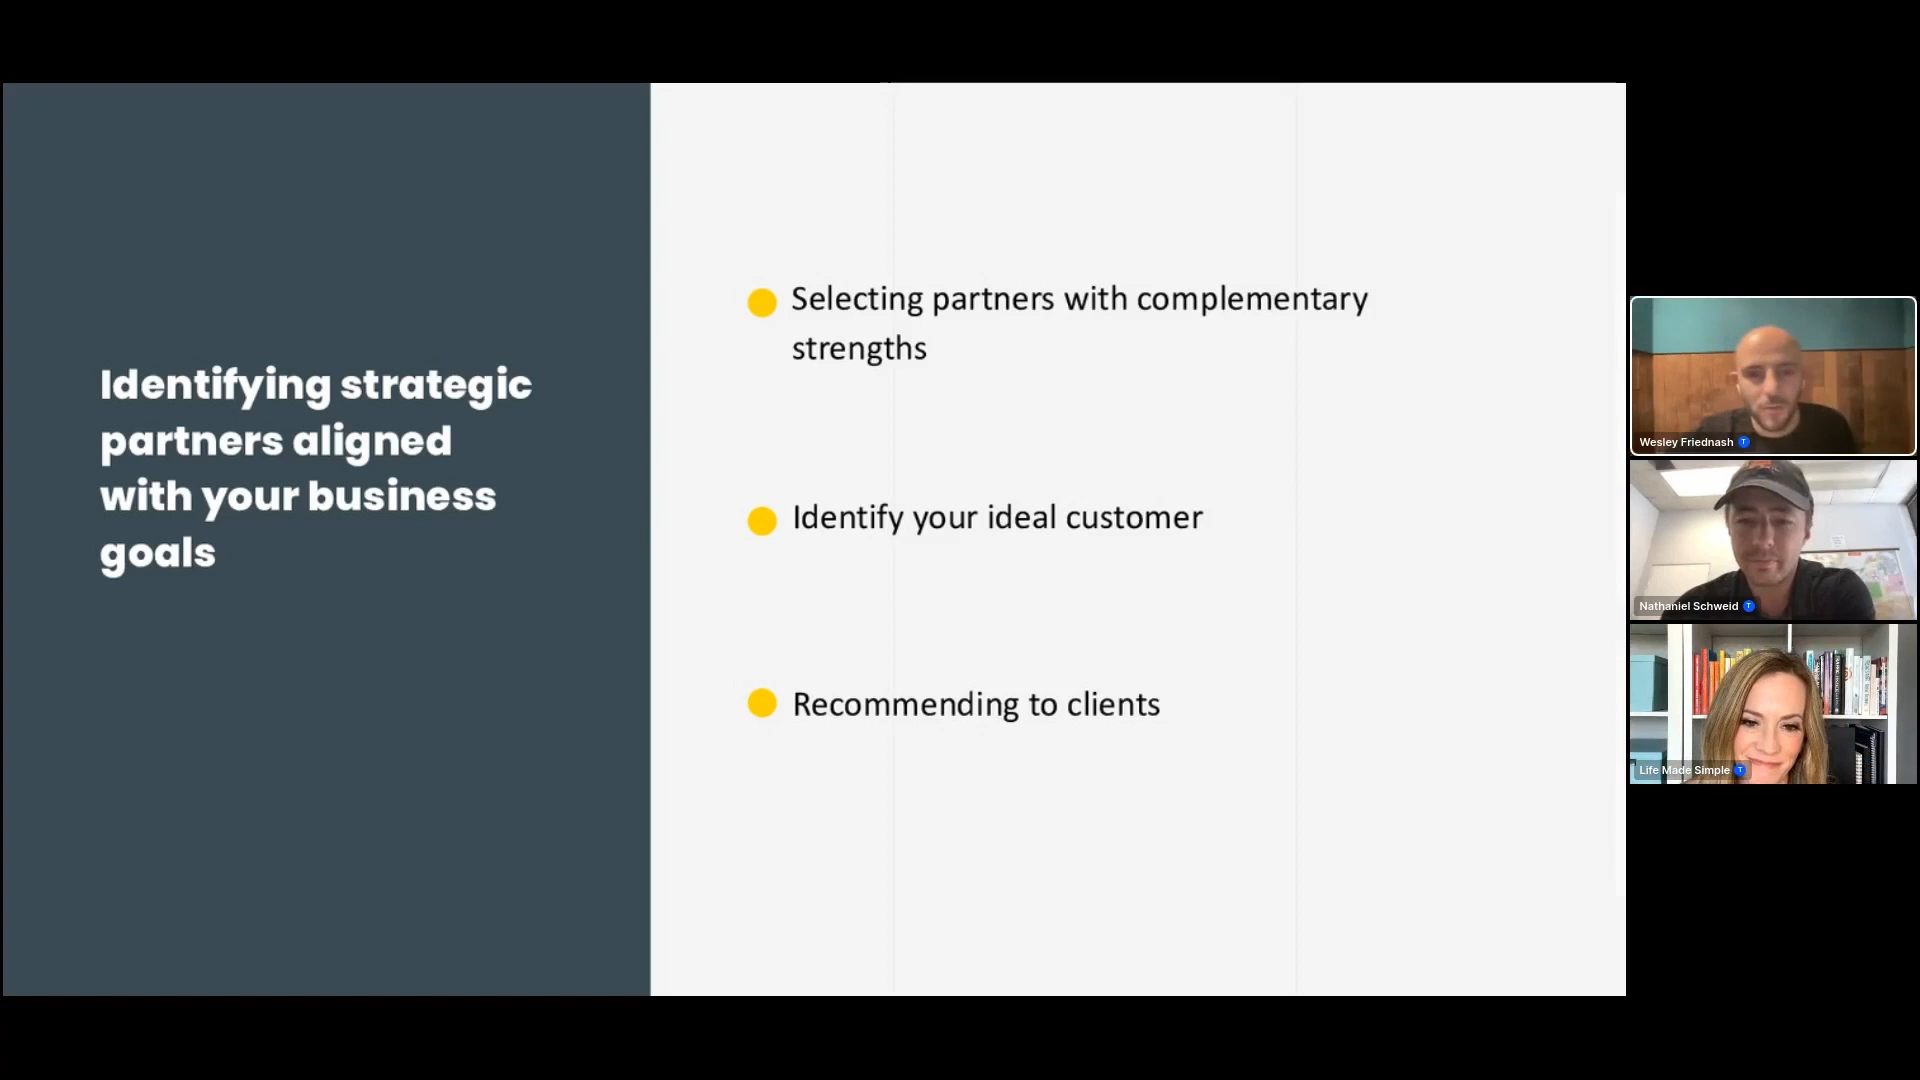 Identifying strategic
partners aligned
with your business
goals
Selecting partners with complementary
strengths
Identify your ideal customer
Recommending to clients
Wesley Friednash T
Nathaniel Schweid T
Life Made Simple T